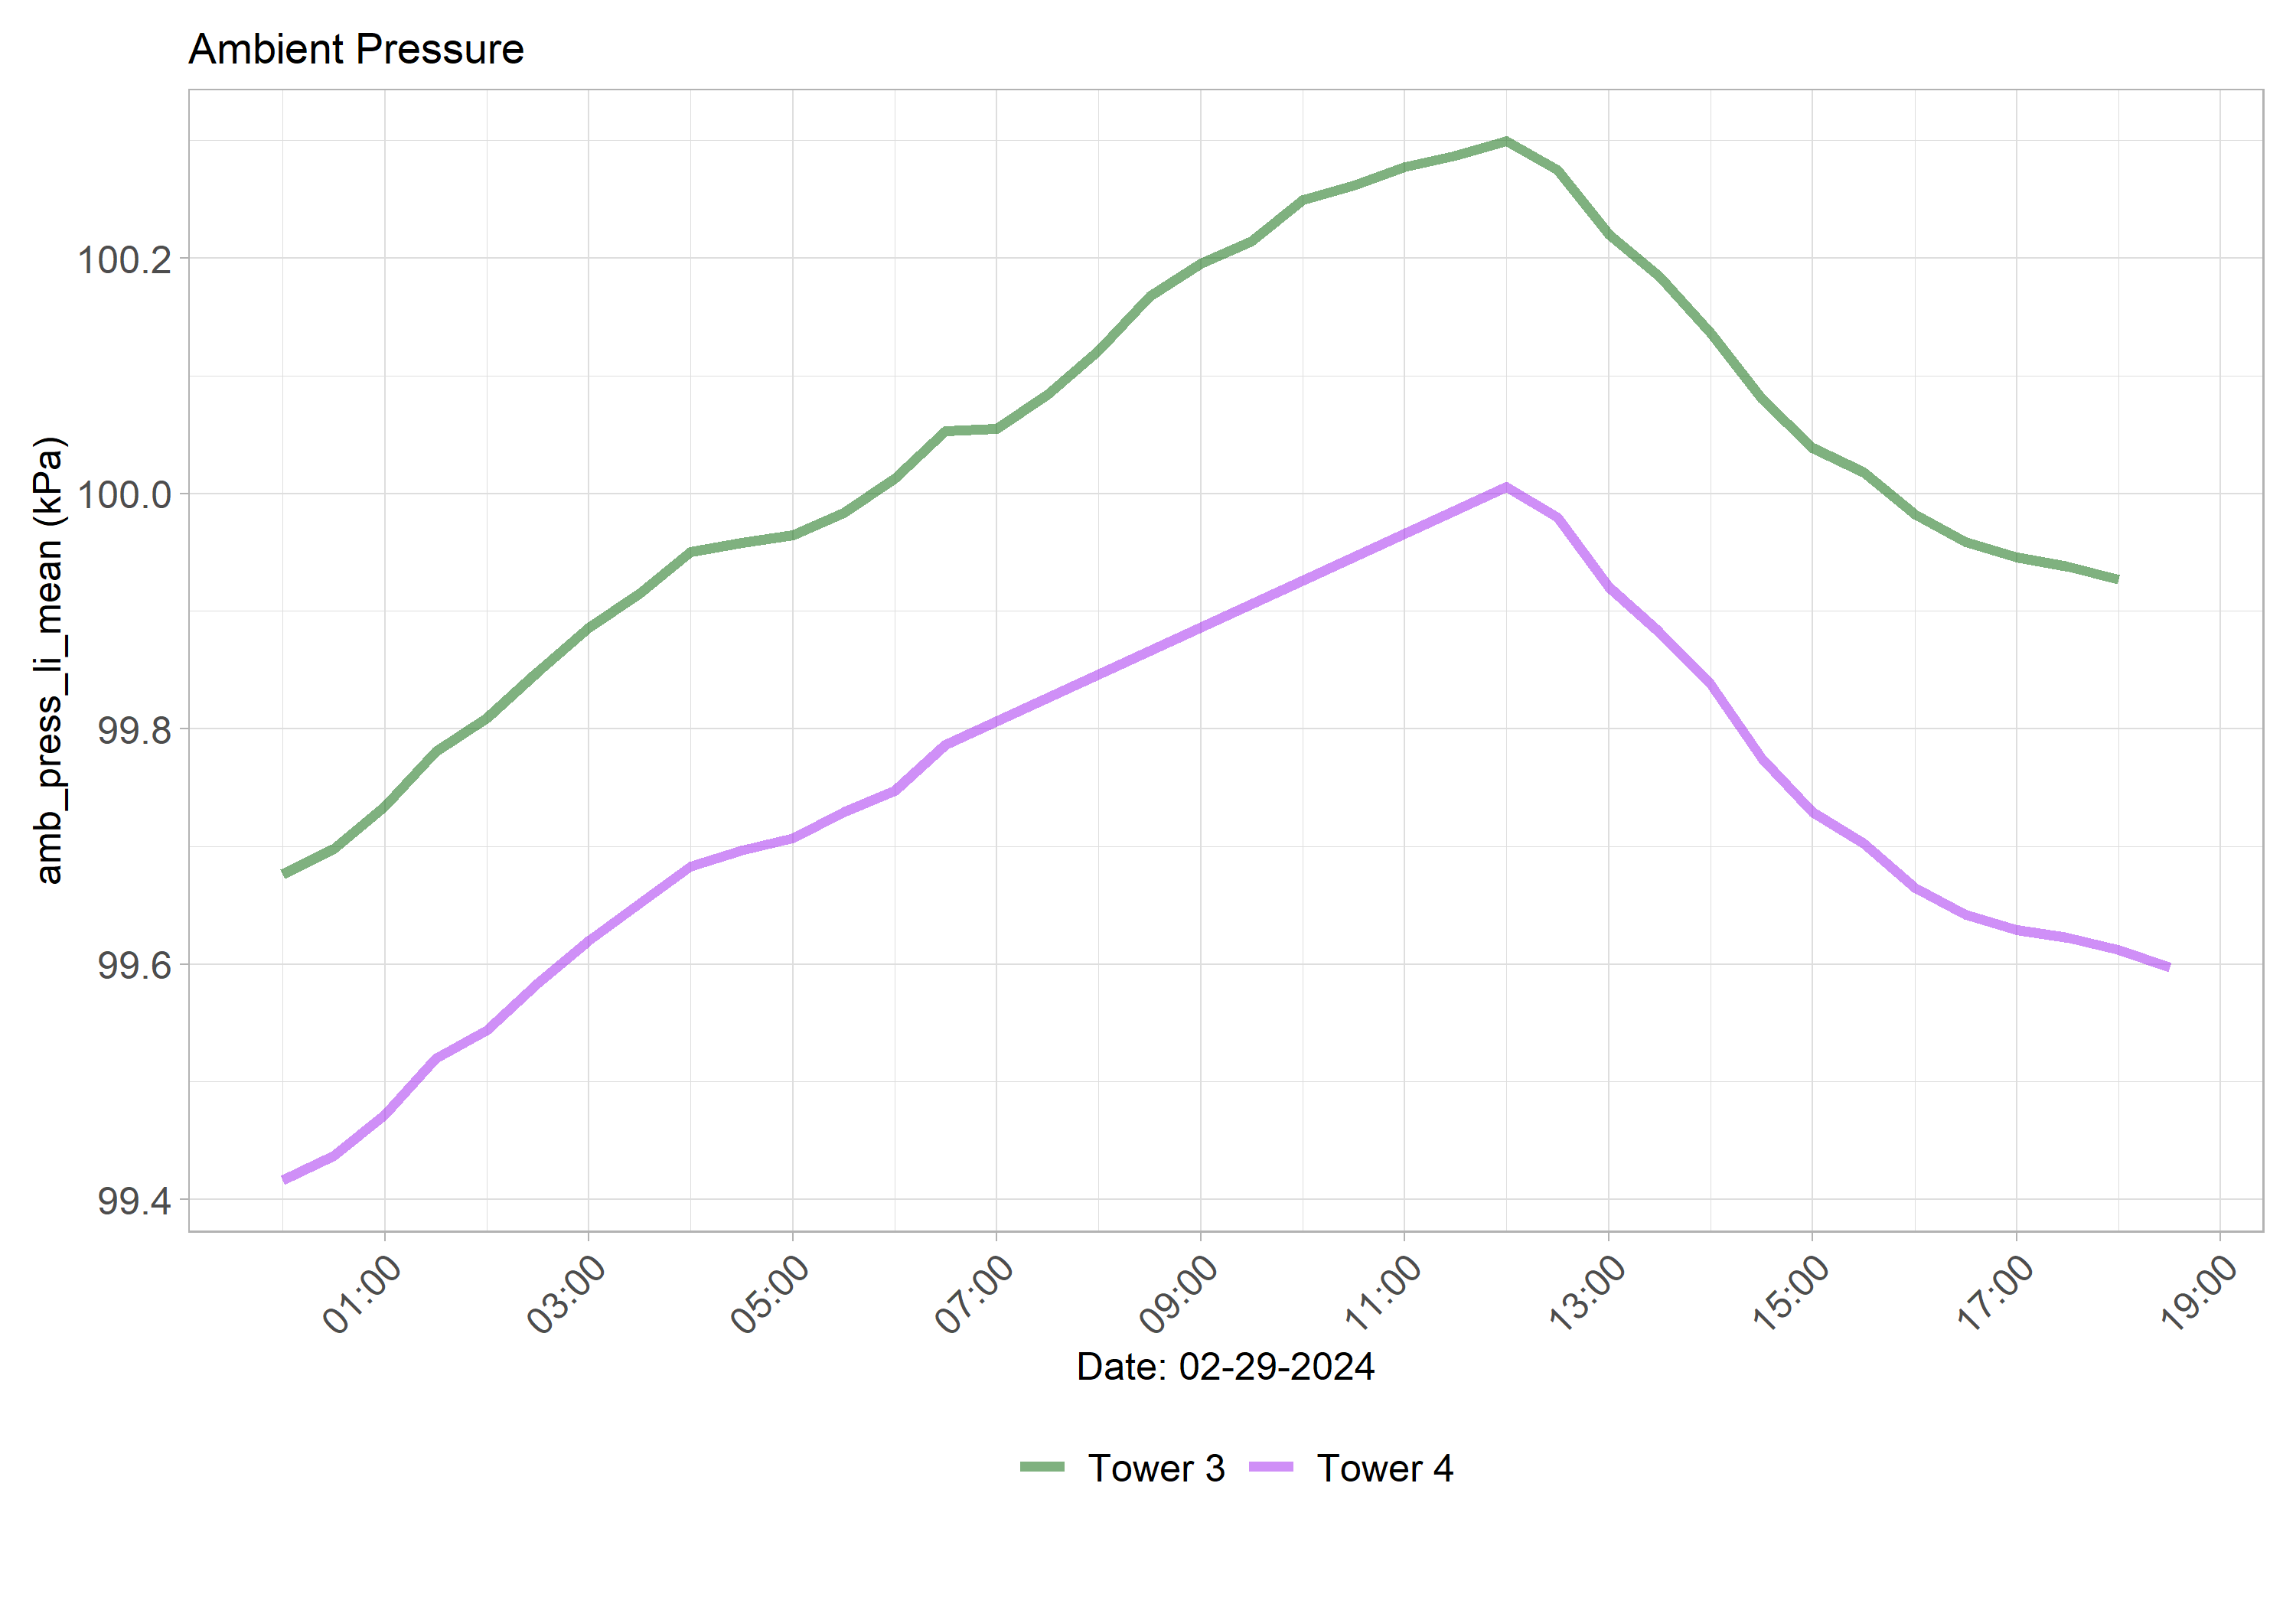 Ambient Pressure
amb_press_li_mean (kPa)
100.2
100.0
99.8
99.6
99.4
01:00 03:00 05:00 07:00 09:00 11:00 13:00 15:00 17:00 19:00
Date: 02-29-2024
Tower 3 Tower 4